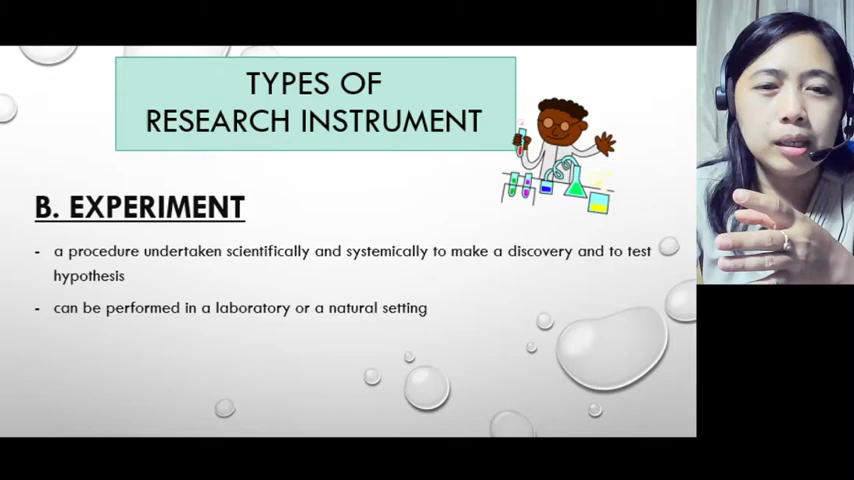 TYPES OF
RESEARCH INSTRUMENT
B. EXPERIMENT
- a procedure undertaken scientifically and systemically to make a discovery and to test
hypothesis
- can be performed in a laboratory or a natural setting